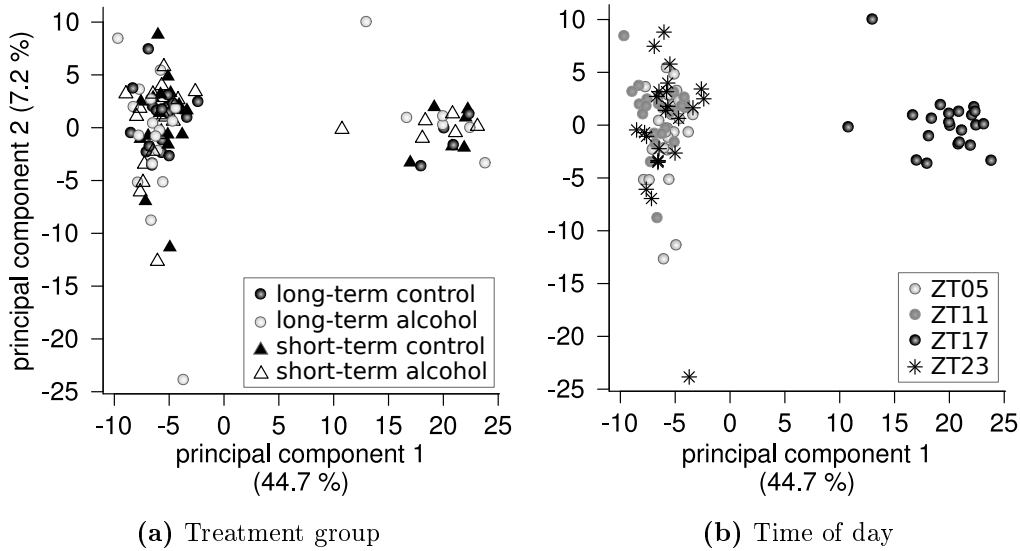 principal component 2 (7.2 %)
10
5
0
-5
-10
-15
-20
-25
-10 -5 0 5 10 15 20 25
principal component 1
(44.7 %)
long-term control
long-term alcohol
short-term control
short-term alcohol
(a) Treatment group
10
5
0
-5
-10
-15
-20
-25
-10 -5 0 5 10 15 20 25
principal component 1
(44.7 %)
ZT05
ZT11
ZT17
ZT23
(b) Time of day